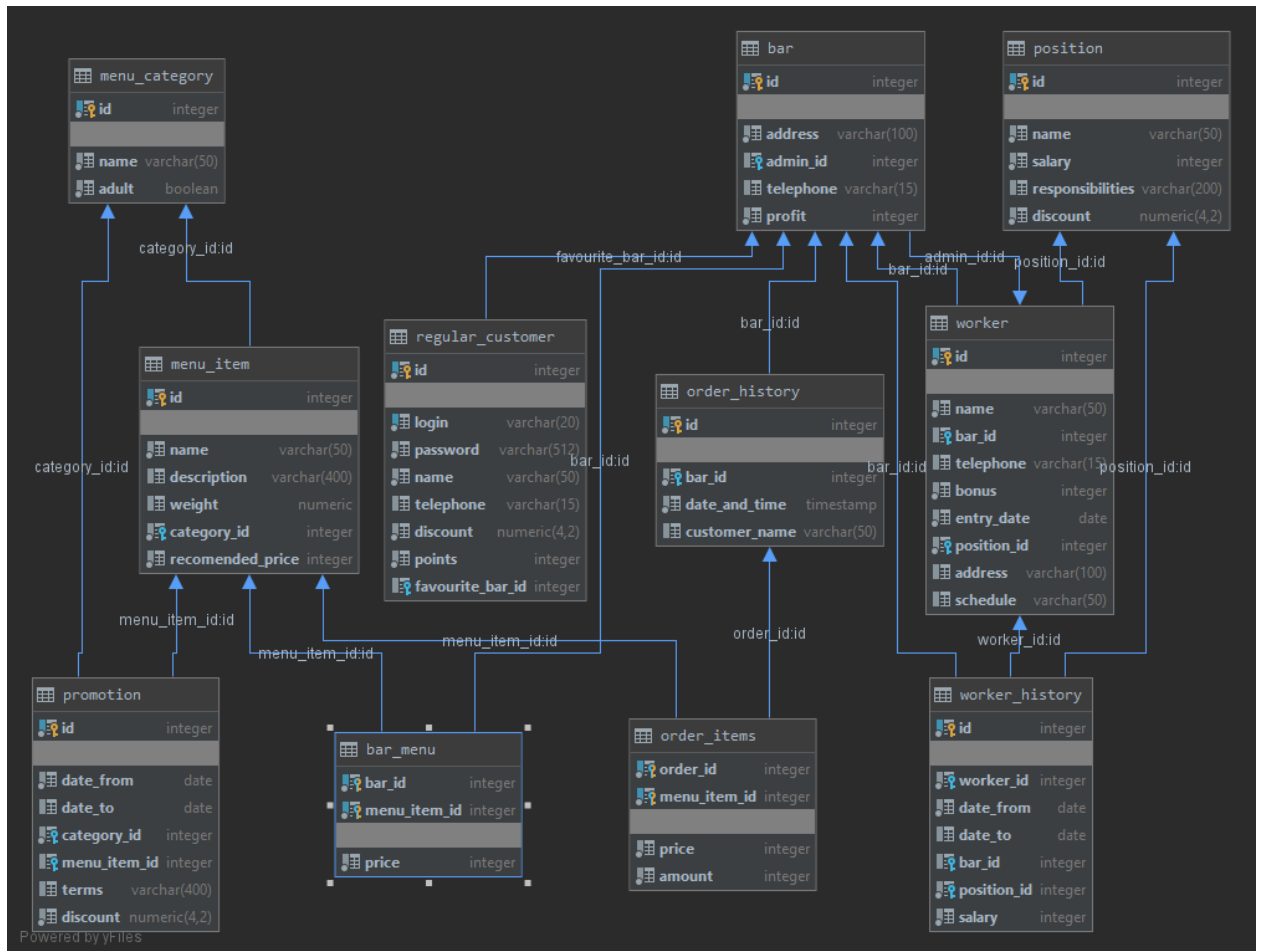 menu_category
id integer
name varchar(50)
adult boolean
bar
id integer
address varchar(100)
admin_id integer
telephone varchar(15)
profit integer
position
id integer
name varchar(50)
salary integer
responsibilities varchar(200)
discount numeric(4,2)
category_id:id
favourite_bar_id:id
admin_id:id
bar_id:id
position_id:id
menu_item
id integer
name varchar(50)
description varchar(400)
weight numeric
category_id integer
recomended_price integer
regular_customer
id integer
login varchar(20)
password varchar(512)
name varchar(50)
telephone varchar(15)
discount numeric(4,2)
points integer
favourite_bar_id integer
bar_id:id
order_history
id integer
bar_id integer
date_and_time timestamp
customer_name varchar(50)
worker
id integer
name varchar(50)
bar_id integer
telephone varchar(15)
bonus integer
entry_date date
position_id integer
address varchar(100)
schedule varchar(50)
category_id:id
bar_id:id
bar_id:id
position_id:id
menu_item_id:id
menu_item_id:id
menu_item_id:id
order_id:id
worker_id:id
promotion
id integer
date_from date
date_to date
category_id integer
menu_item_id integer
terms varchar(400)
discount numeric(4,2)
bar_menu
bar_id integer
menu_item_id integer
price integer
order_items
order_id integer
menu_item_id integer
price integer
amount integer
worker_history
id integer
worker_id integer
date_from date
date_to date
bar_id integer
position_id integer
salary integer
Powered by yFiles